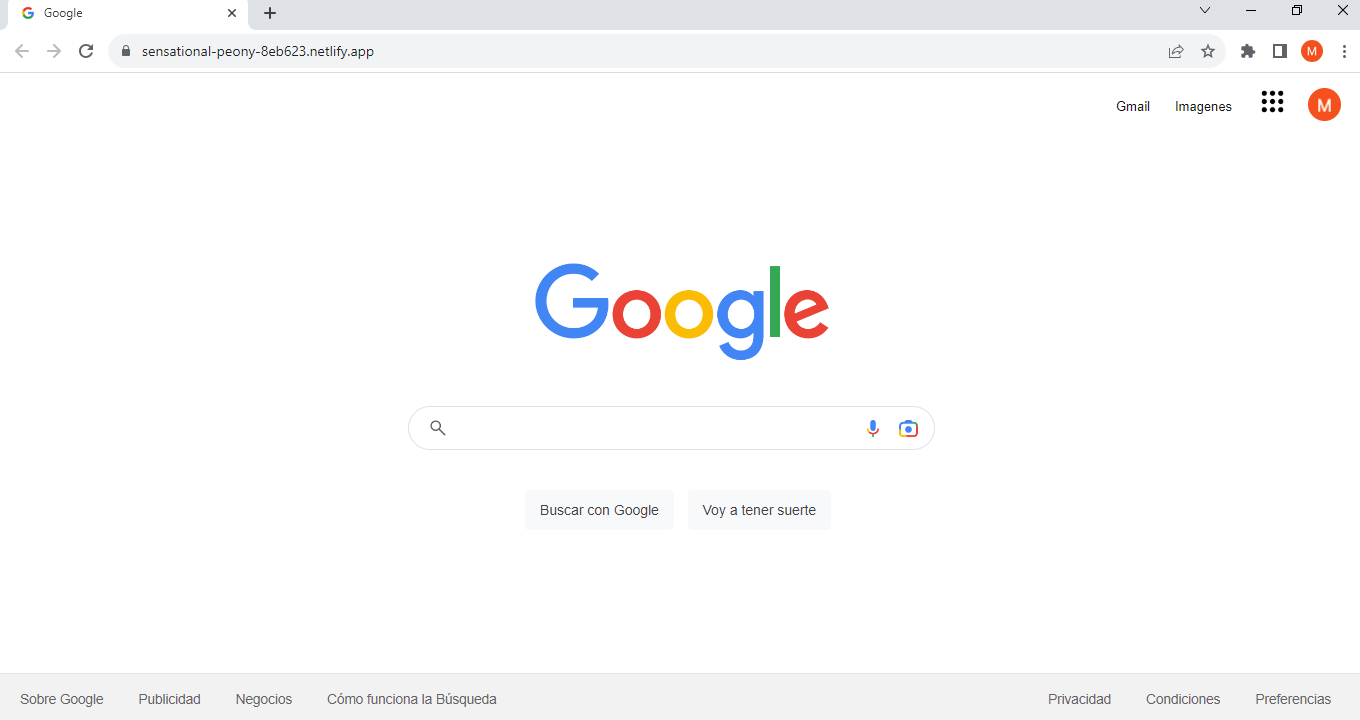 Google
sensational-peony-8eb623.netlify.app
M
Gmail Imagenes M
Google
Buscar con Google Voy a tener suerte
Sobre Google Publicidad Negocios Cómo funciona la Búsqueda Privacidad Condiciones Preferencias